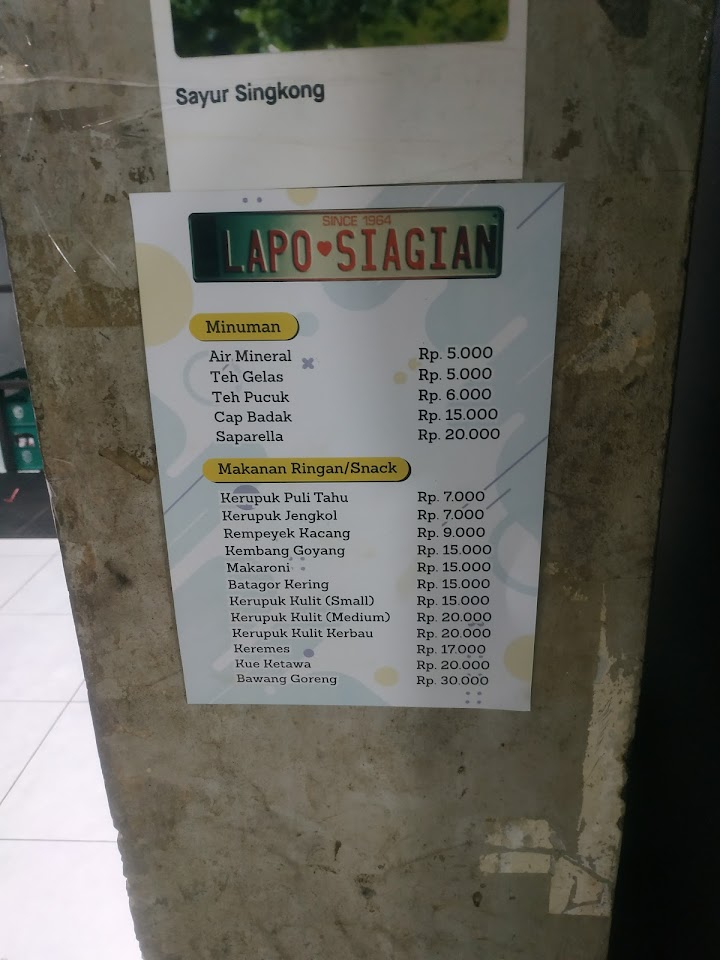 Sayur Singkong
SINCE 1964
LAPO SIAGIAN
Minuman
Air Mineral Rp. 5.000
Teh Gelas Rp. 5.000
Teh Pucuk Rp. 6.000
Cap Badak Rp. 15.000
Saparella Rp. 20.000
Makanan Ringan/Snack
Kerupuk Puli Tahu Rp. 7.000
Kerupuk Jengkol Rp. 7.000
Rempeyek Kacang Rp. 9.000
Kembang Goyang Rp. 15.000
Makaroni Rp. 15.000
Batagor Kering Rp. 15.000
Kerupuk Kulit (Small) Rp. 15.000
Kerupuk Kulit (Medium) Rp. 20.000
Kerupuk Kulit Kerbau Rp. 20.000
Keremes Rp. 17.000
Kue Ketawa Rp. 20.000
Bawang Goreng Rp. 30.000